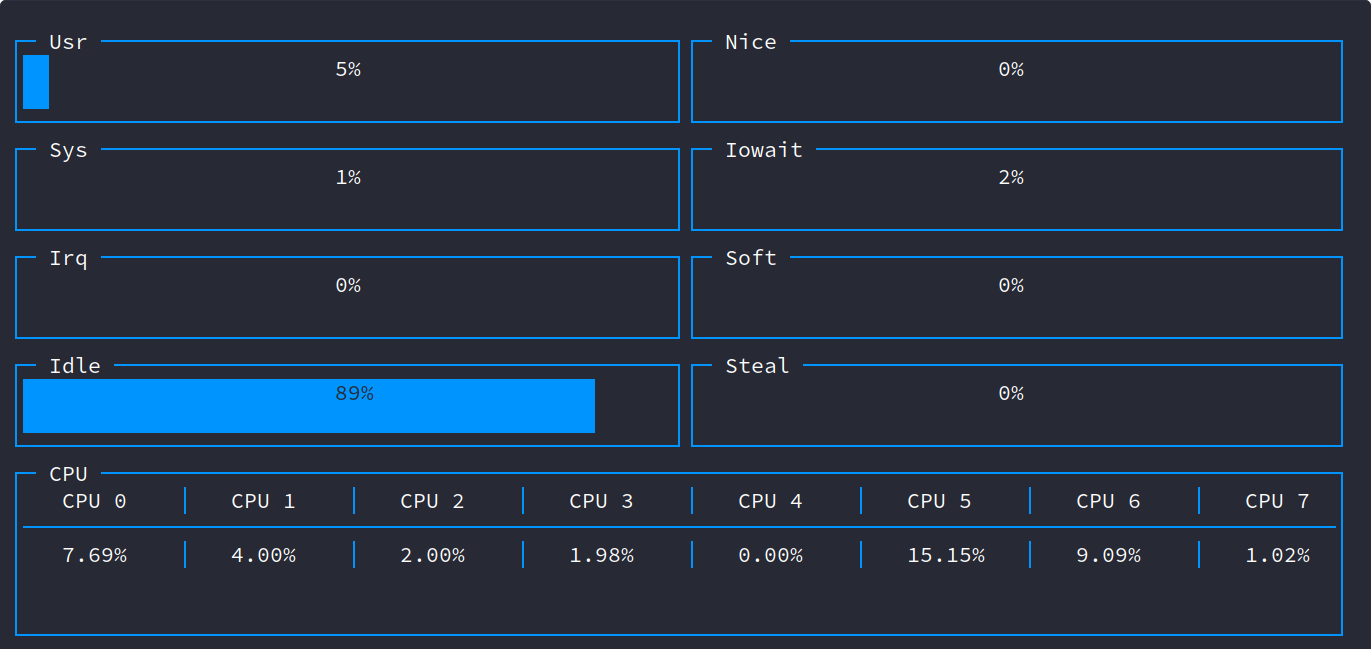 Usr Nice
5% 0%
Sys Iowait
1% 2%
Irq Soft
0% 0%
Idle Steal
89% 0%
CPU
CPU 0 CPU 1 CPU 2 CPU 3 CPU 4 CPU 5 CPU 6 CPU 7
7.69% 4.00% 2.00% 1.98% 0.00% 15.15% 9.09% 1.02%